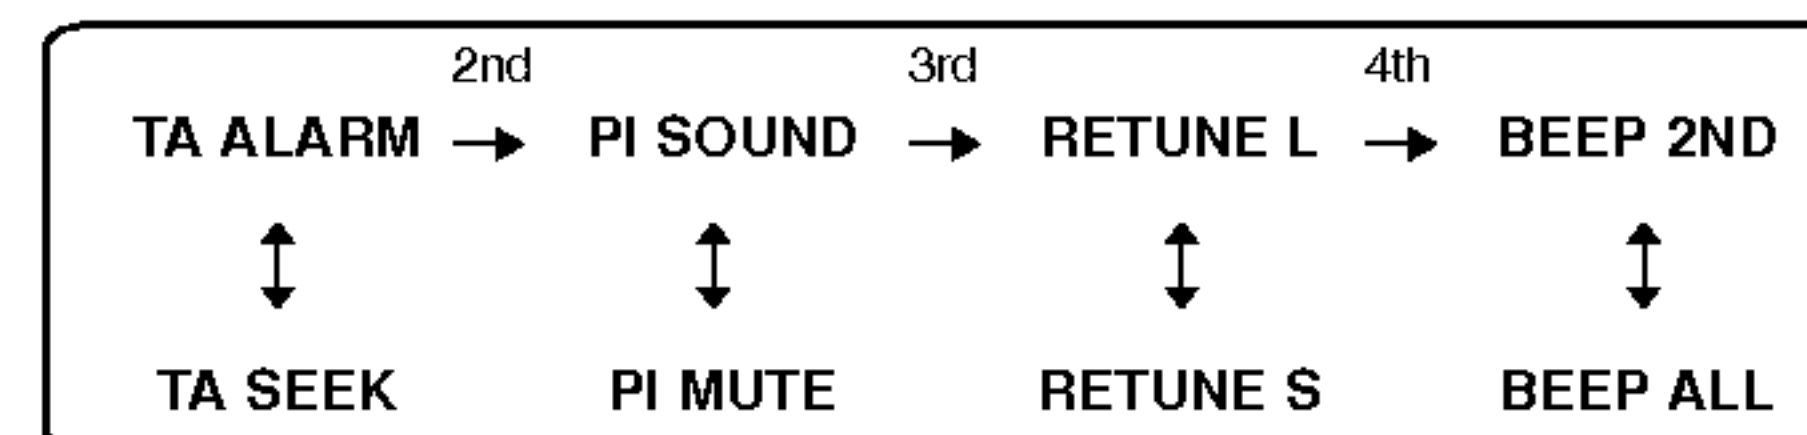 2nd 3rd 4th
TA ALARM PI SOUND RETUNE L BEEP 2ND
TA SEEK PI MUTE RETUNE S BEEP ALL